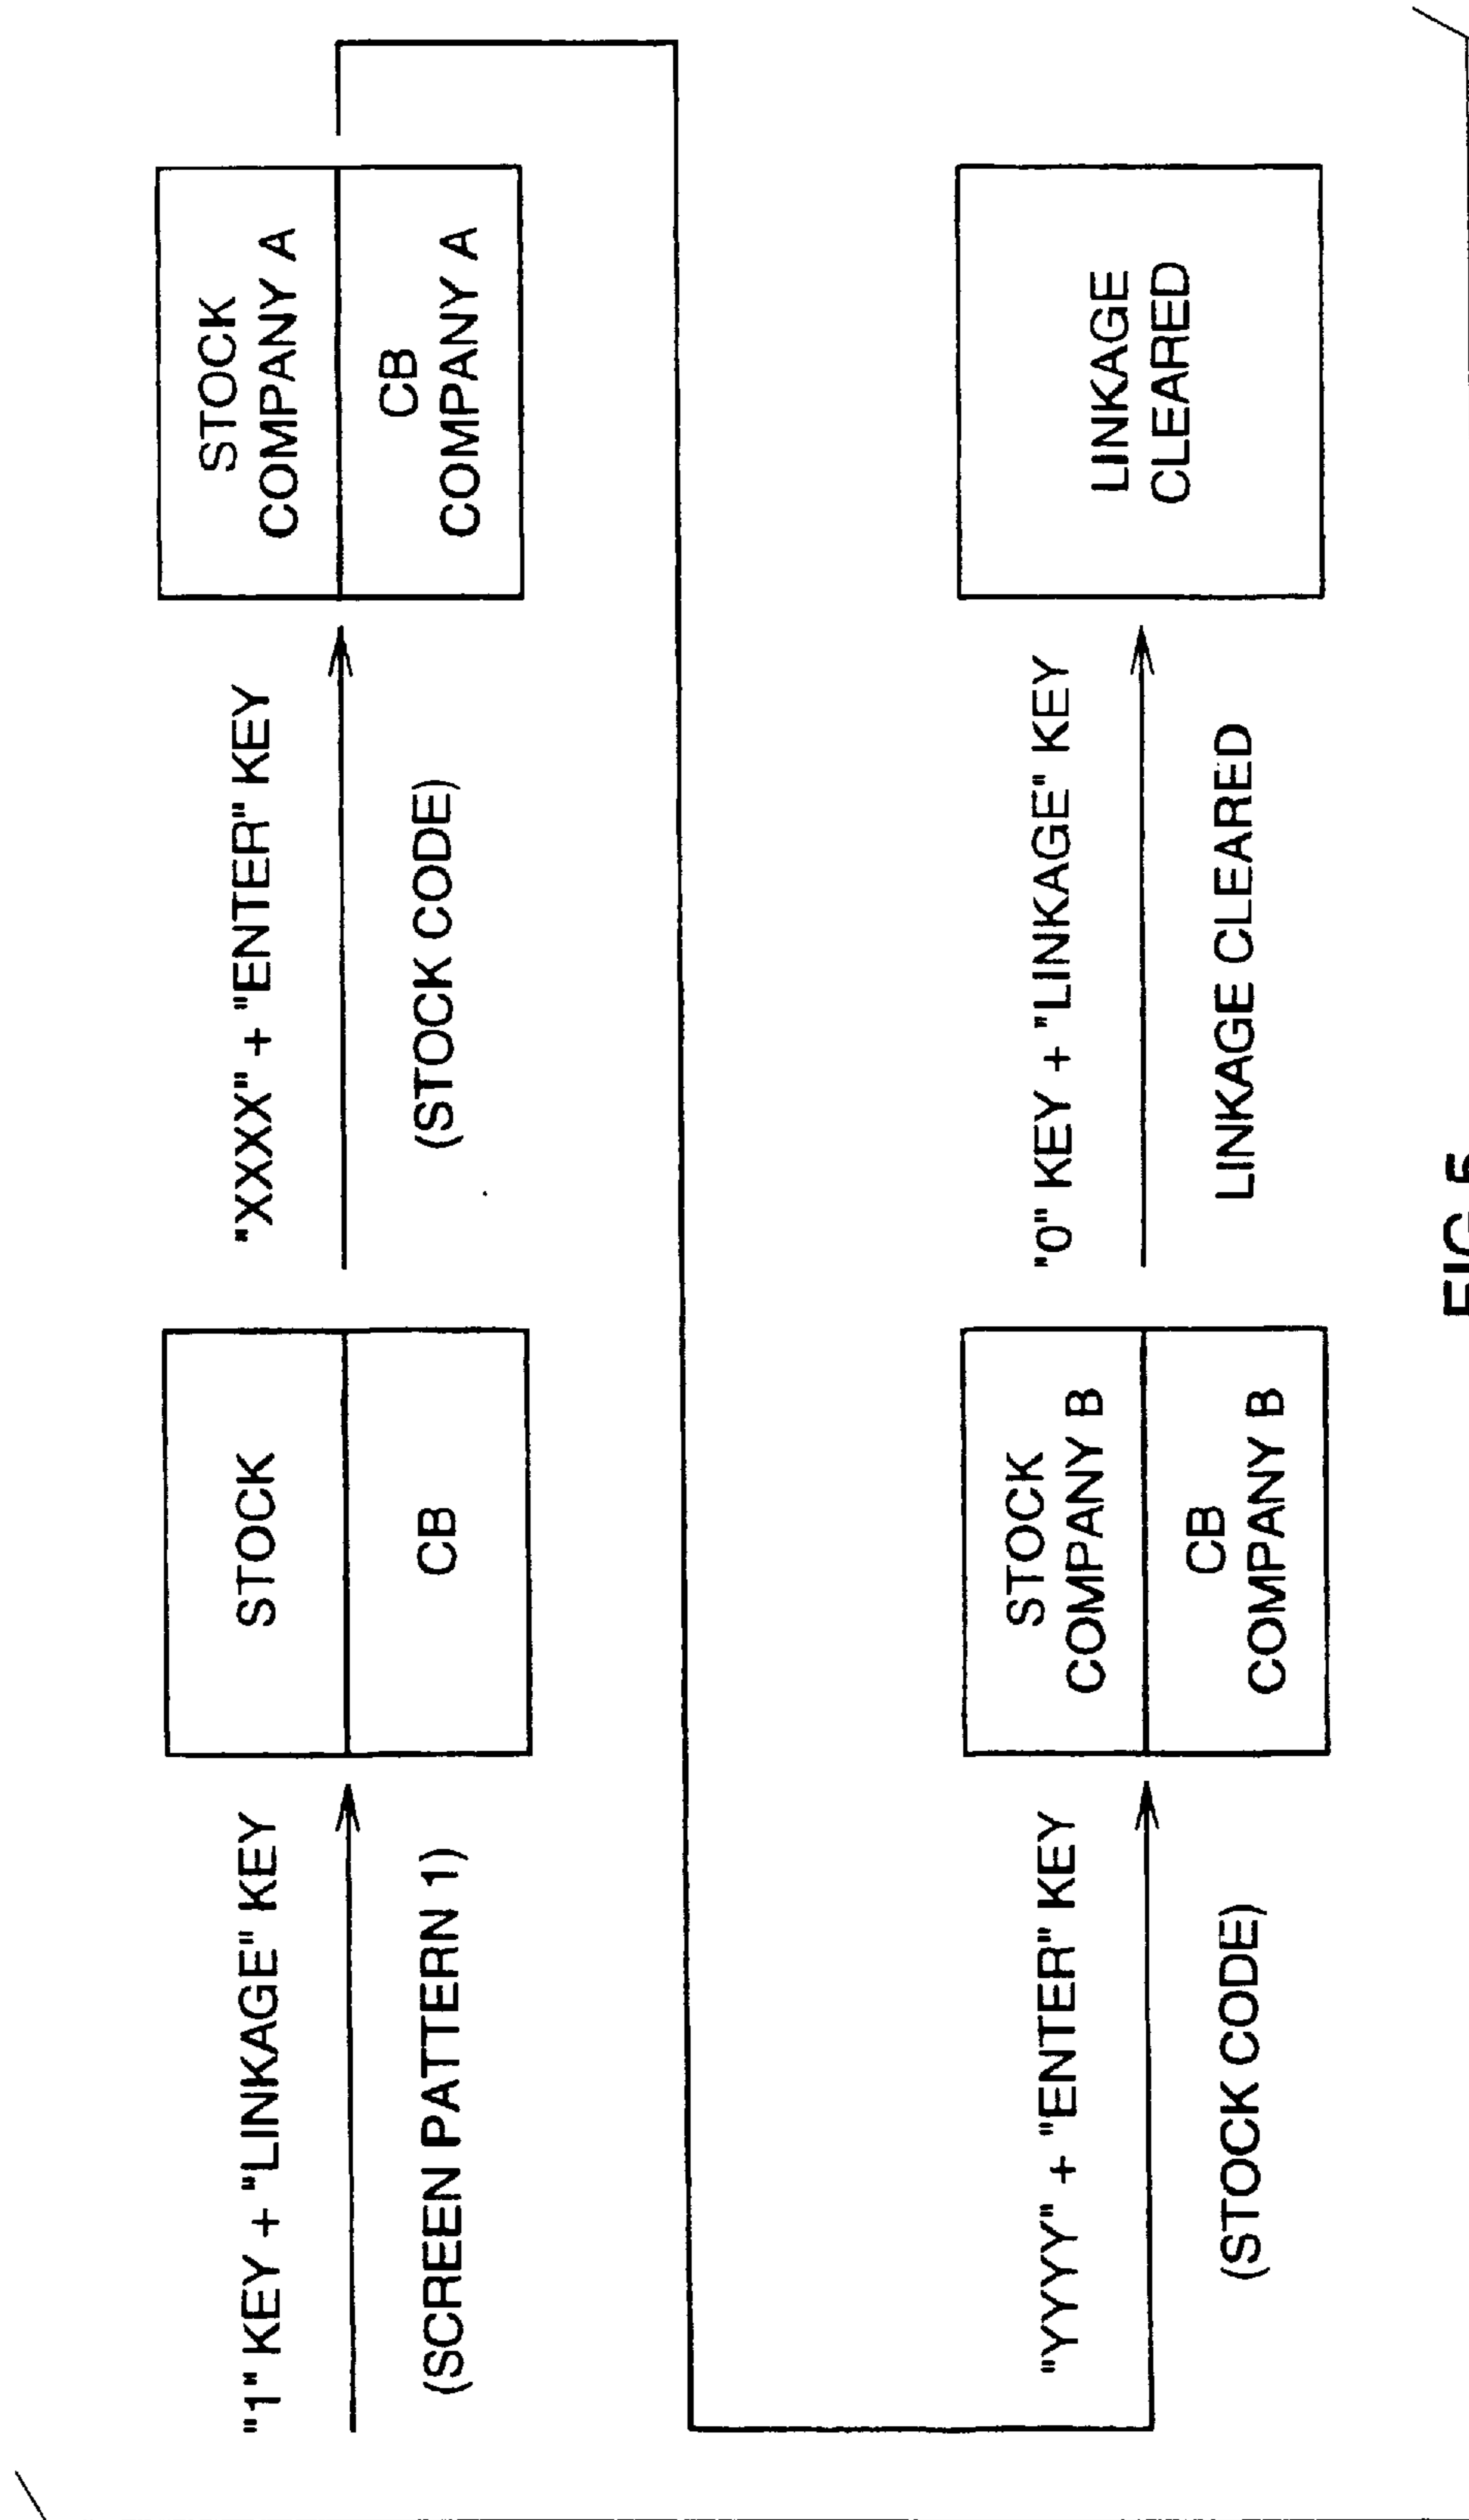 "1" KEY + "LINKAGE" KEY
(SCREEN PATTERN 1)
STOCK
CB
"XXXX" + "ENTER" KEY
(STOCK CODE)
STOCK
COMPANY A
CB
COMPANY A
"YYYY" + "ENTER" KEY
(STOCK CODE)
STOCK
COMPANY B
CB
COMPANY B
"0" KEY + "LINKAGE" KEY
LINKAGE CLEARED
LINKAGE
CLEARED